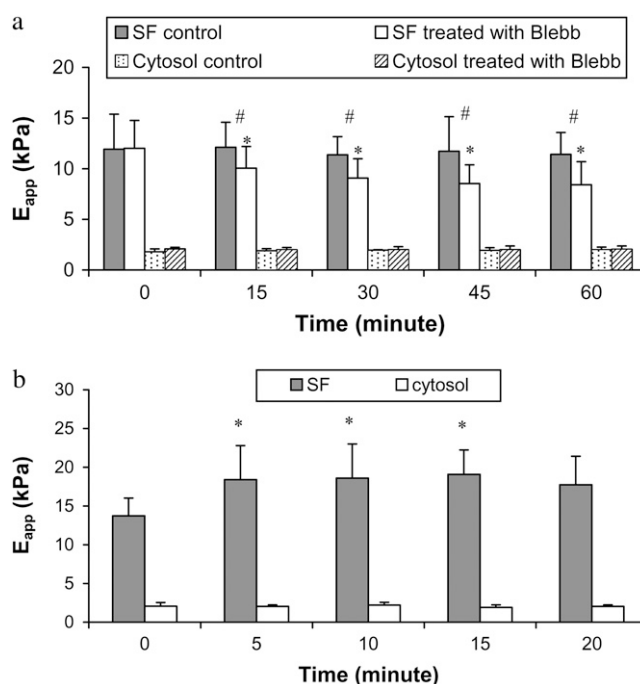 a
SF control SF treated with Blebb
Cytosol control Cytosol treated with Blebb
20
15
10
5
0
E_app (kPa)
# # # #
* * * *
0 15 30 45 60
Time (minute)
b
SF cytosol
30
25
20
15
10
5
0
E_app (kPa)
* * *
0 5 10 15 20
Time (minute)